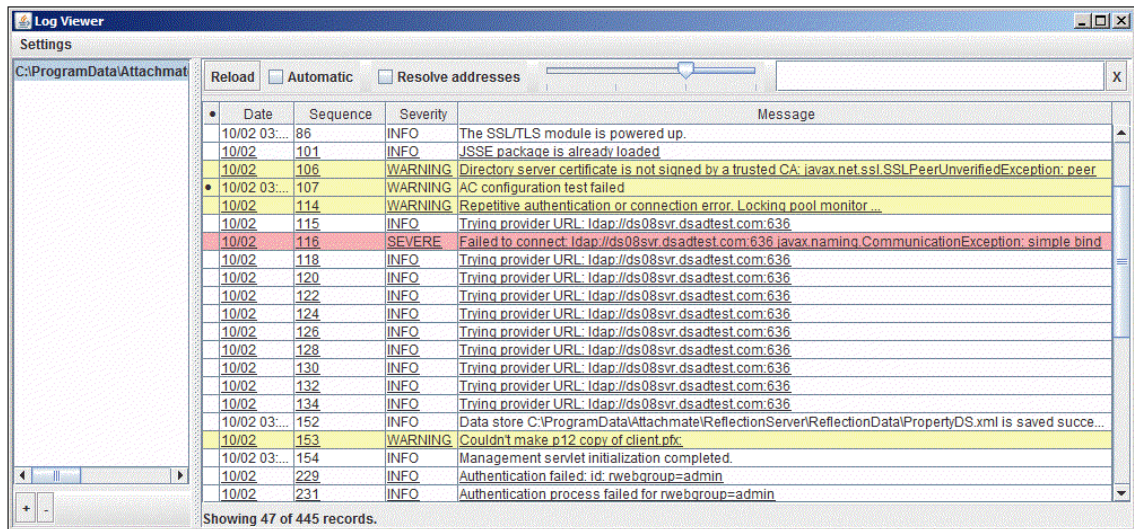 Log Viewer
Settings
C:\ProgramData\Attachmat
Reload Automatic Resolve addresses X
Date Sequence Severity Message
10/02 03:... 86 INFO The SSL/TLS module is powered up.
10/02 101 INFO JSSE package is already loaded
10/02 106 WARNING Directory server certificate is not signed by a trusted CA: javax.net.ssl.SSLPeerUnverifiedException: peer
10/02 03:... 107 WARNING AC configuration test failed
10/02 114 WARNING Repetitive authentication or connection error. Locking pool monitor ...
10/02 115 INFO Trying provider URL: ldap://ds08svr.dsadtest.com:636
10/02 116 SEVERE Failed to connect: ldap://ds08svr.dsadtest.com:636 javax.naming.CommunicationException: simple bind
10/02 118 INFO Trying provider URL: ldap://ds08svr.dsadtest.com:636
10/02 120 INFO Trying provider URL: ldap://ds08svr.dsadtest.com:636
10/02 122 INFO Trying provider URL: ldap://ds08svr.dsadtest.com:636
10/02 124 INFO Trying provider URL: ldap://ds08svr.dsadtest.com:636
10/02 126 INFO Trying provider URL: ldap://ds08svr.dsadtest.com:636
10/02 128 INFO Trying provider URL: ldap://ds08svr.dsadtest.com:636
10/02 130 INFO Trying provider URL: ldap://ds08svr.dsadtest.com:636
10/02 132 INFO Trying provider URL: ldap://ds08svr.dsadtest.com:636
10/02 134 INFO Trying provider URL: ldap://ds08svr.dsadtest.com:636
10/02 03:... 152 INFO Data store C:\ProgramData\Attachmate\ReflectionServer\ReflectionData\PropertyDS.xml is saved succe...
10/02 153 WARNING Couldn't make p12 copy of client.pfx:
10/02 03:... 154 INFO Management servlet initialization completed.
10/02 229 INFO Authentication failed: id: rwebgroup=admin
10/02 231 INFO Authentication process failed for rwebgroup=admin
+ -
Showing 47 of 445 records.